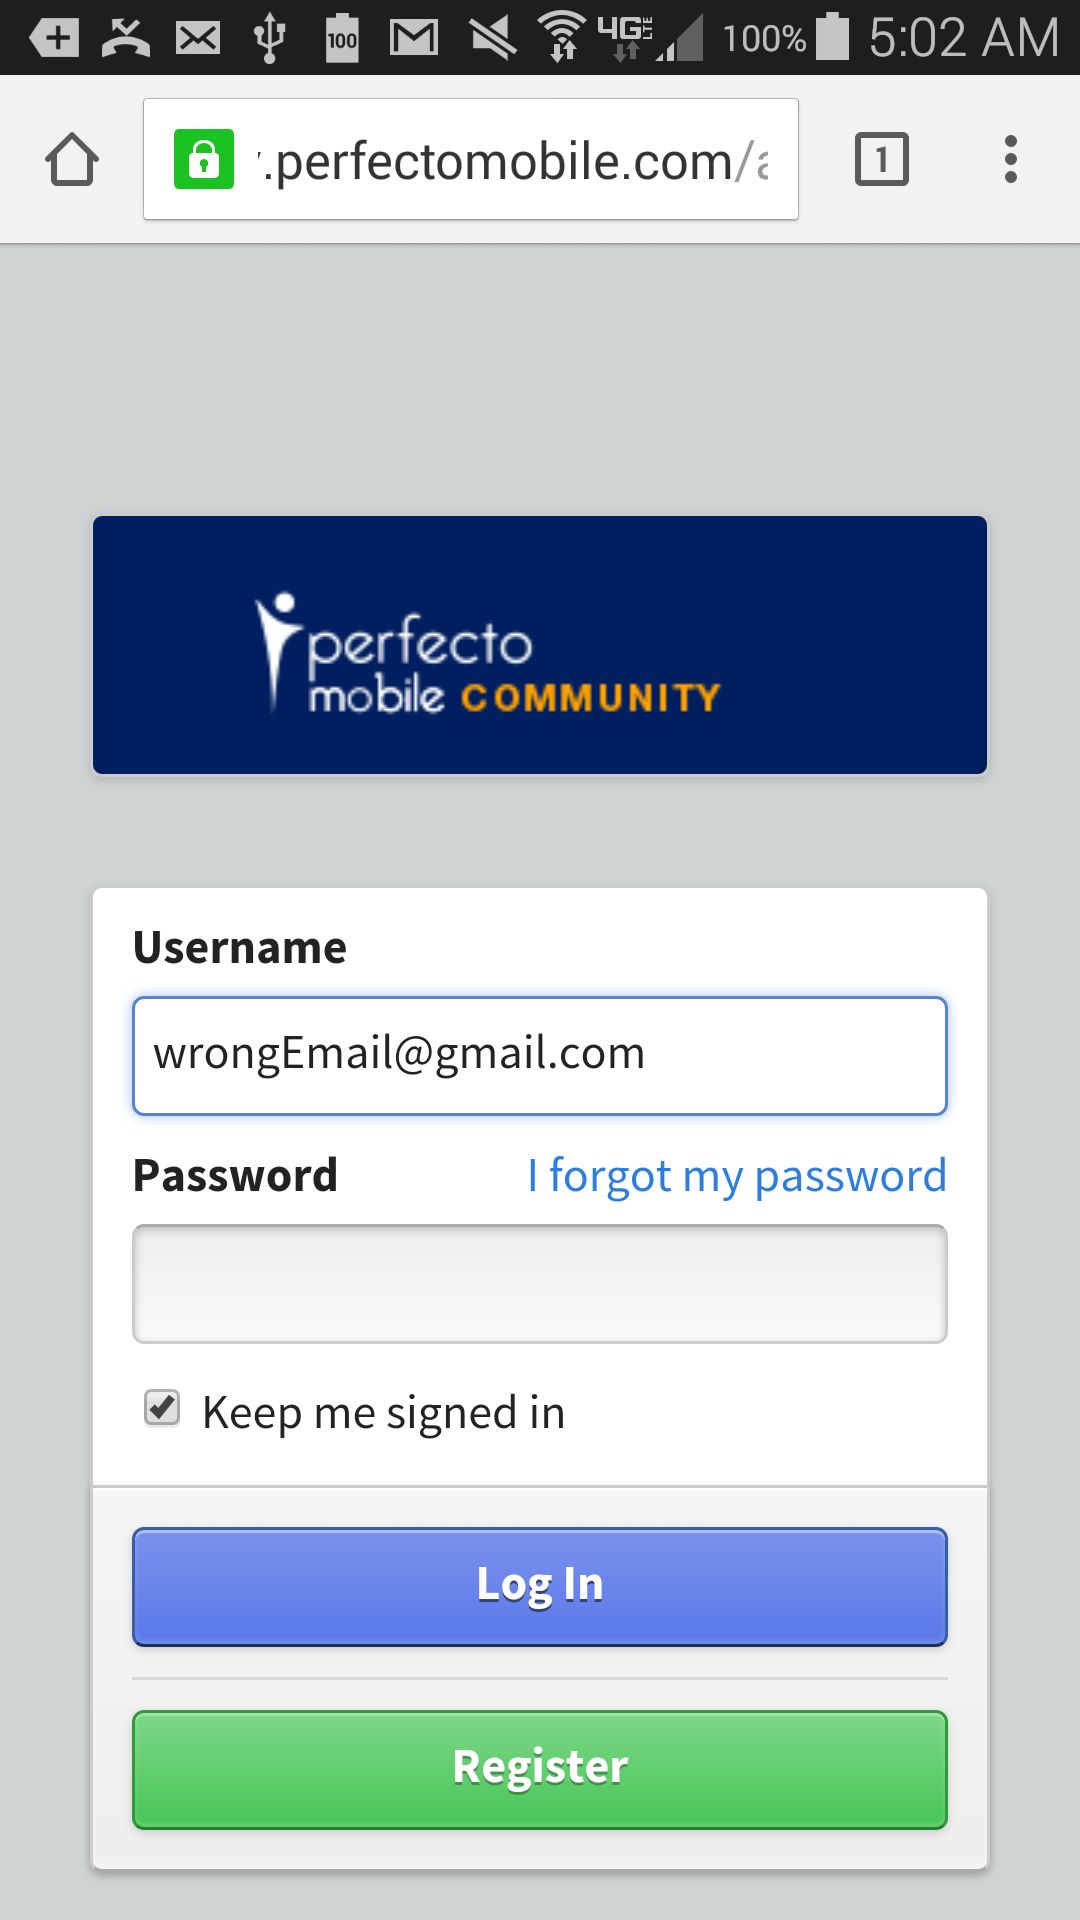 100 4G LTE 100% 5:02 AM
.perfectomobile.com/ 1
perfecto
mobile COMMUNITY
Username
wrongEmail@gmail.com
Password I forgot my password
Keep me signed in
Log In
Register